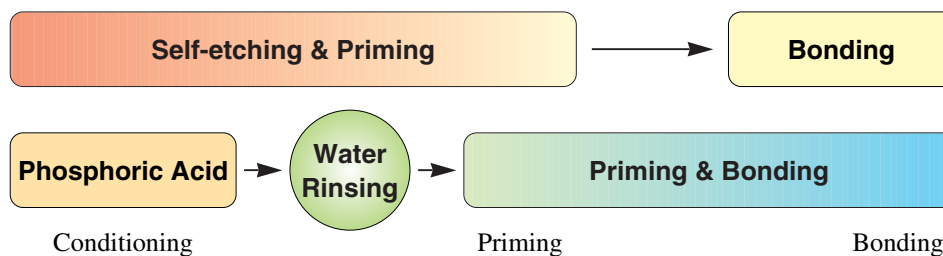 Self-etching & Priming
Bonding
Phosphoric Acid
Water
Rinsing
Priming & Bonding
Conditioning
Priming
Bonding